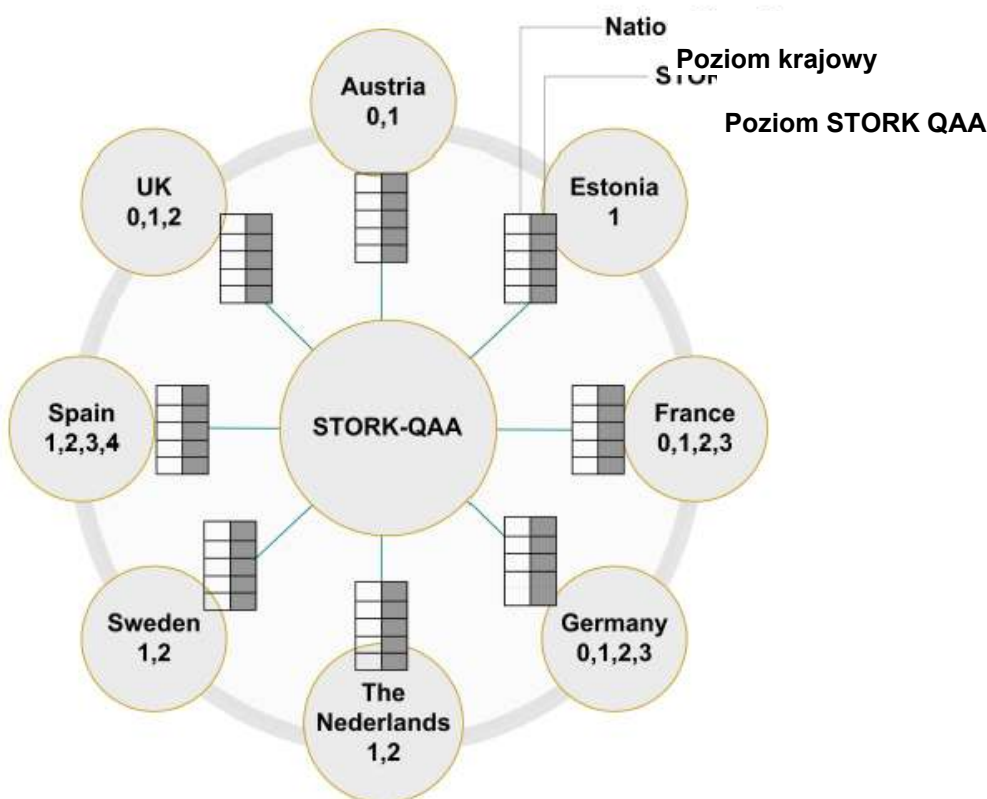 Natio
Poziom krajowy
Poziom STORK QAA
Austria
0,1
UK
0,1,2
Estonia
1
Spain
1,2,3,4
STORK-QAA
France
0,1,2,3
Sweden
1,2
Germany
0,1,2,3
The
Nederlands
1,2